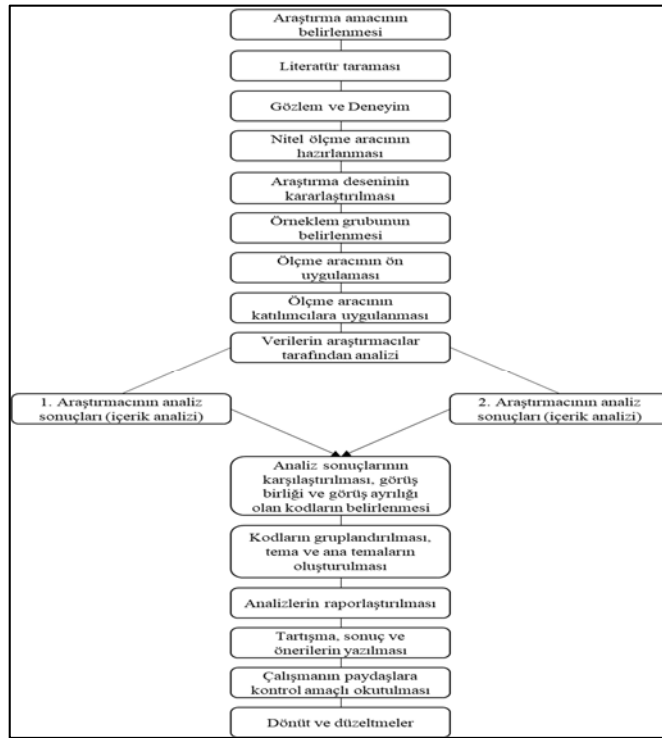 Araştırma amacının
belirlenmesi
Literatür taraması
Gözlem ve Deneyim
Nitel ölçme aracının
hazırlanması
Araştırma deseninin
kararlaştırılması
Örneklem grubunun
belirlenmesi
Ölçme aracının ön
uygulaması
Ölçme aracının
katılımcılara uygulanması
Verilerin araştırmacılar
tarafından analizi
1. Araştırmacının analiz
sonuçları (içerik analizi)
2. Araştırmacının analiz
sonuçları (içerik analizi)
Analiz sonuçlarının
karşılaştırılması, görüş
birliği ve görüş ayrılığı
olan kodların belirlenmesi
Kodların gruplandırılması,
tema ve ana temaların
oluşturulması
Analizlerin raporlaştırılması
Tartışma, sonuç ve
önerilerin yazılması
Çalışmanın paydaşlara
kontrol amaçlı okutulması
Dönüt ve düzeltmeler